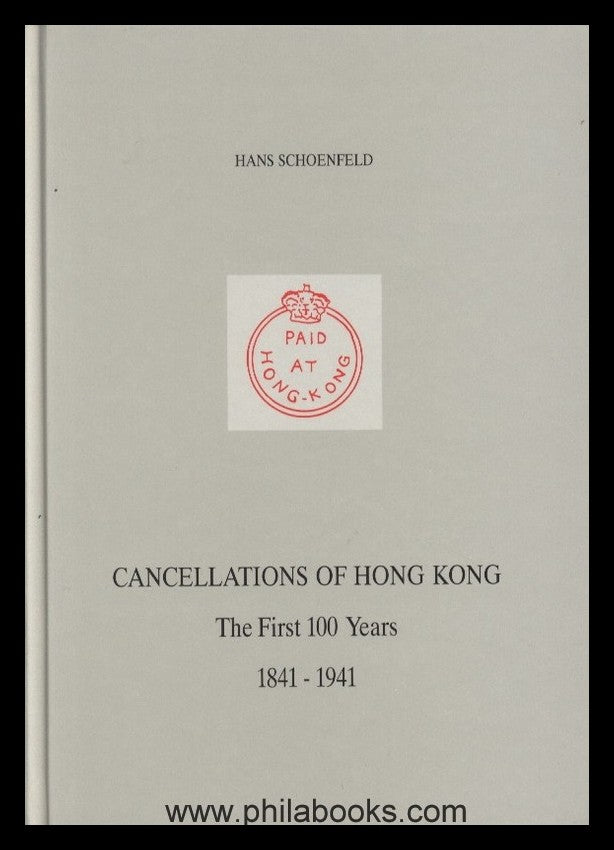 HANS SCHOENFELD
PAID
AT
HONG-KONG
CANCELLATIONS OF HONG KONG
The First 100 Years
1841 - 1941
www.philabooks.com